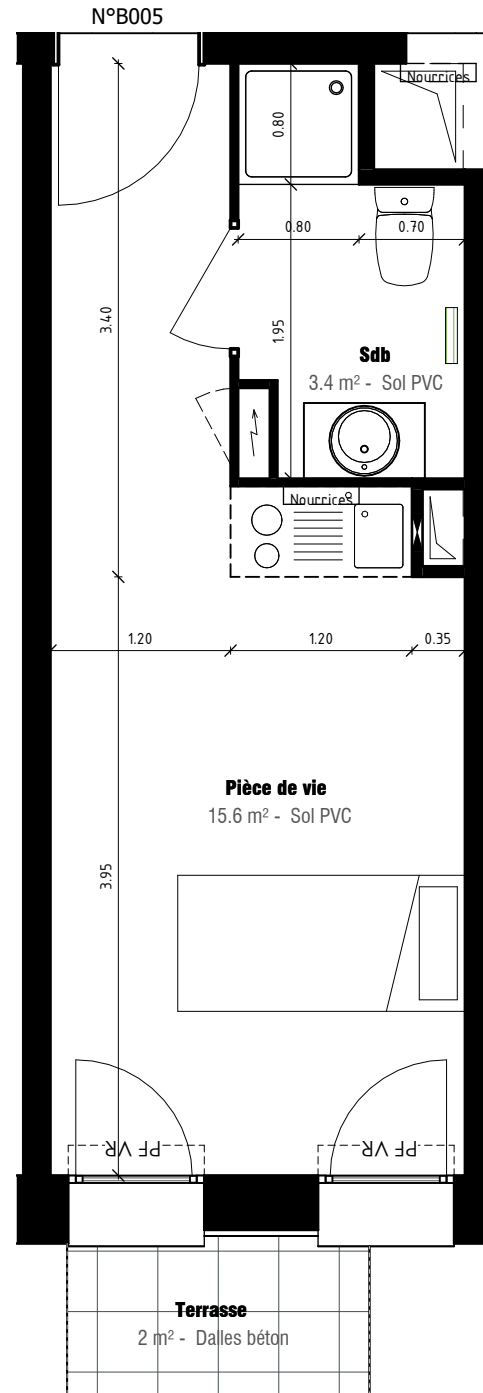 N°B005
Nourrices
0.80
0.80
0.70
3.40
1.95
Sdb
3.4 m² - Sol PVC
Nourrices
1.20
1.20
0.35
Pièce de vie
15.6 m² - Sol PVC
3.95
PF VR
PF VR
Terrasse
2 m² - Dalles béton